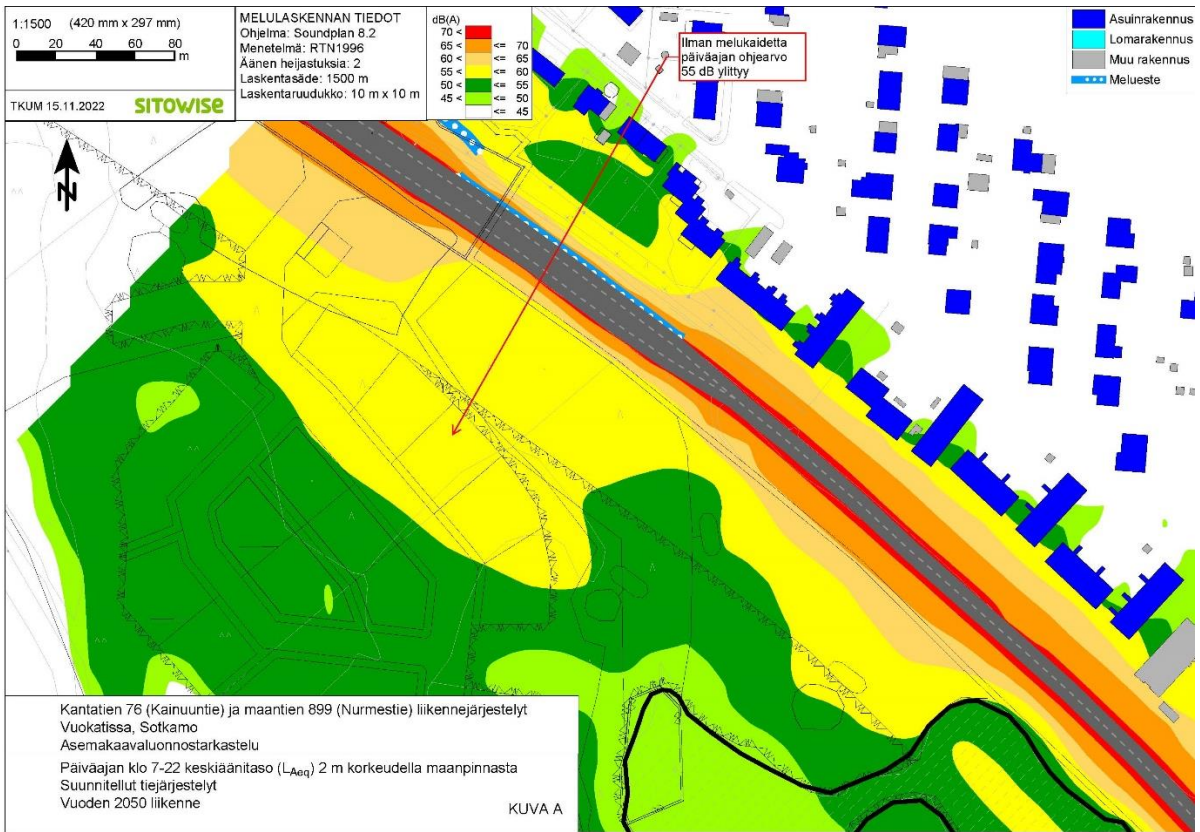 1:1500 (420 mm x 297 mm)
0 20 40 60 80
m
TKUM 15.11.2022 SITOWISE
MELULASKENNAN TIEDOT
Ohjelma: Soundplan 8.2
Menetelmä: RTN1996
Äänen heijastuksia: 2
Laskentasäde: 1500 m
Laskentaruudukko: 10 m x 10 m
dB(A)
70 <
65 < <= 70
60 < <= 65
55 < <= 60
50 < <= 55
45 < <= 50
<= 45
Ilman melukaidetta
päiväajan ohjearvo
55 dB ylittyy
Asuinrakennus
Lomarakennus
Muu rakennus
Melueste
N
Kantatien 76 (Kainuuntie) ja maantien 899 (Nurmestie) liikennejärjestelyt
Vuokatissa, Sotkamo
Asemakaavaluonnostarkastelu
Päiväajan klo 7-22 keskiäänitaso (LAeq) 2 m korkeudella maanpinnasta
Suunnitellut tiejärjestelyt
Vuoden 2050 liikenne
KUVA A